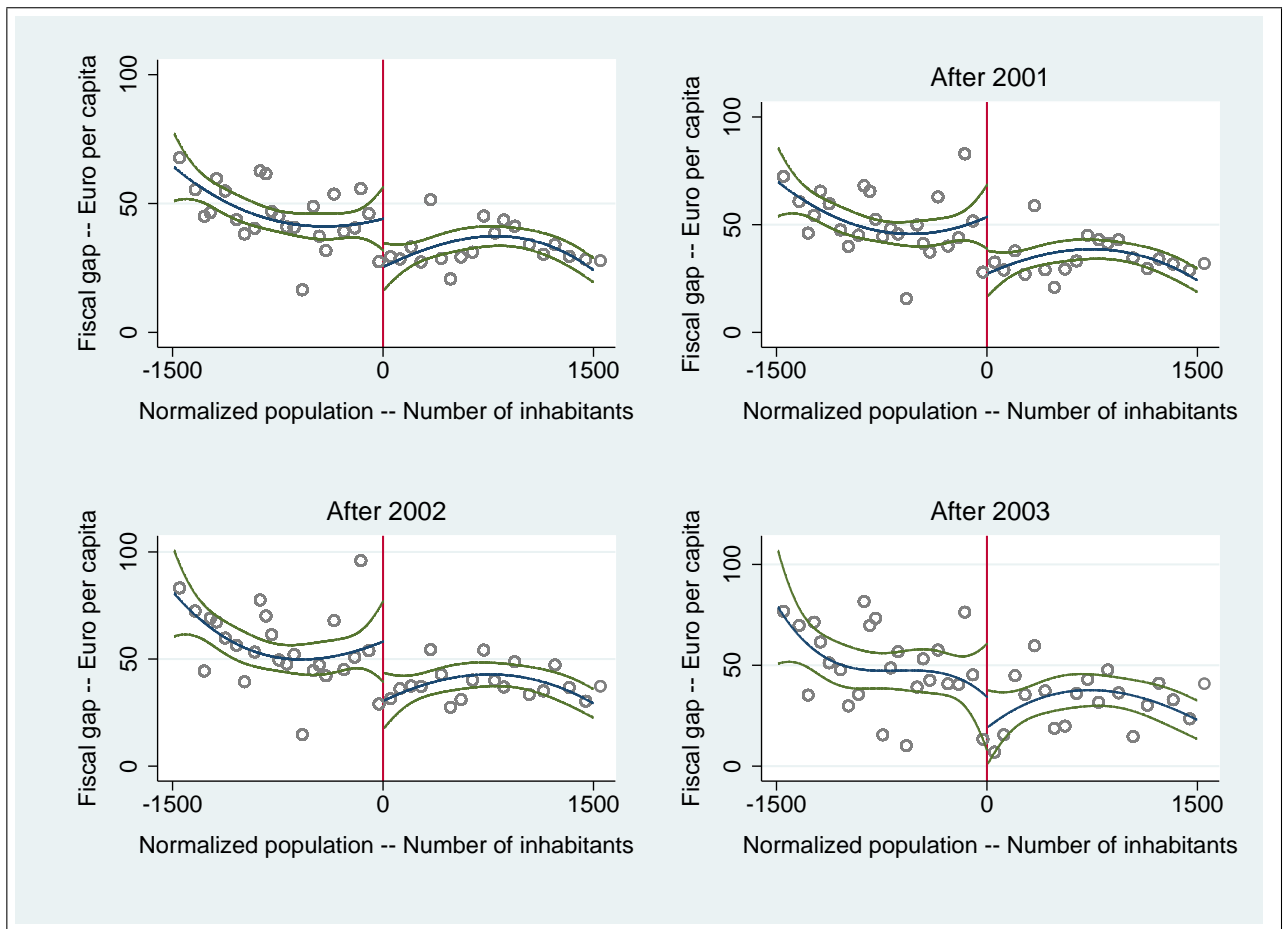 Fiscal gap -- Euro per capita
100
50
0
-1500 0 1500
Normalized population -- Number of inhabitants
After 2001
Fiscal gap -- Euro per capita
100
50
0
-1500 0 1500
Normalized population -- Number of inhabitants
After 2002
Fiscal gap -- Euro per capita
100
50
0
-1500 0 1500
Normalized population -- Number of inhabitants
After 2003
Fiscal gap -- Euro per capita
100
50
0
-1500 0 1500
Normalized population -- Number of inhabitants